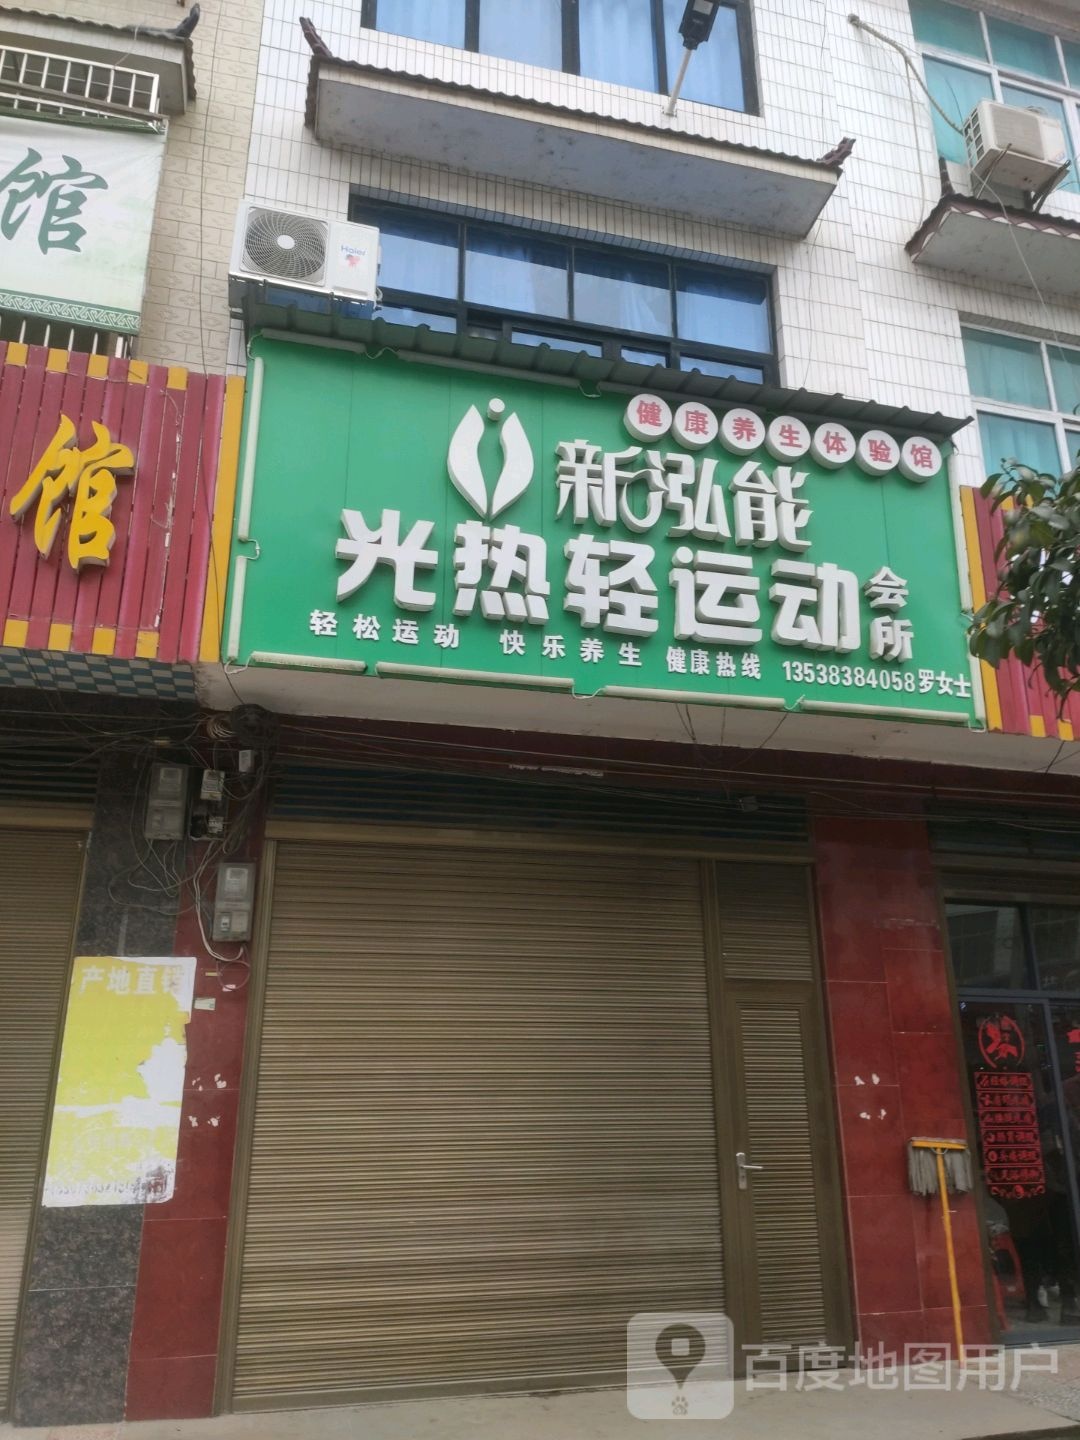 馆
Haier
馆
健康养生体验馆
新泓能
光热轻运动会所
轻松运动 快乐养生 健康热线 13538384058罗女士
产地直销
百度地图用户